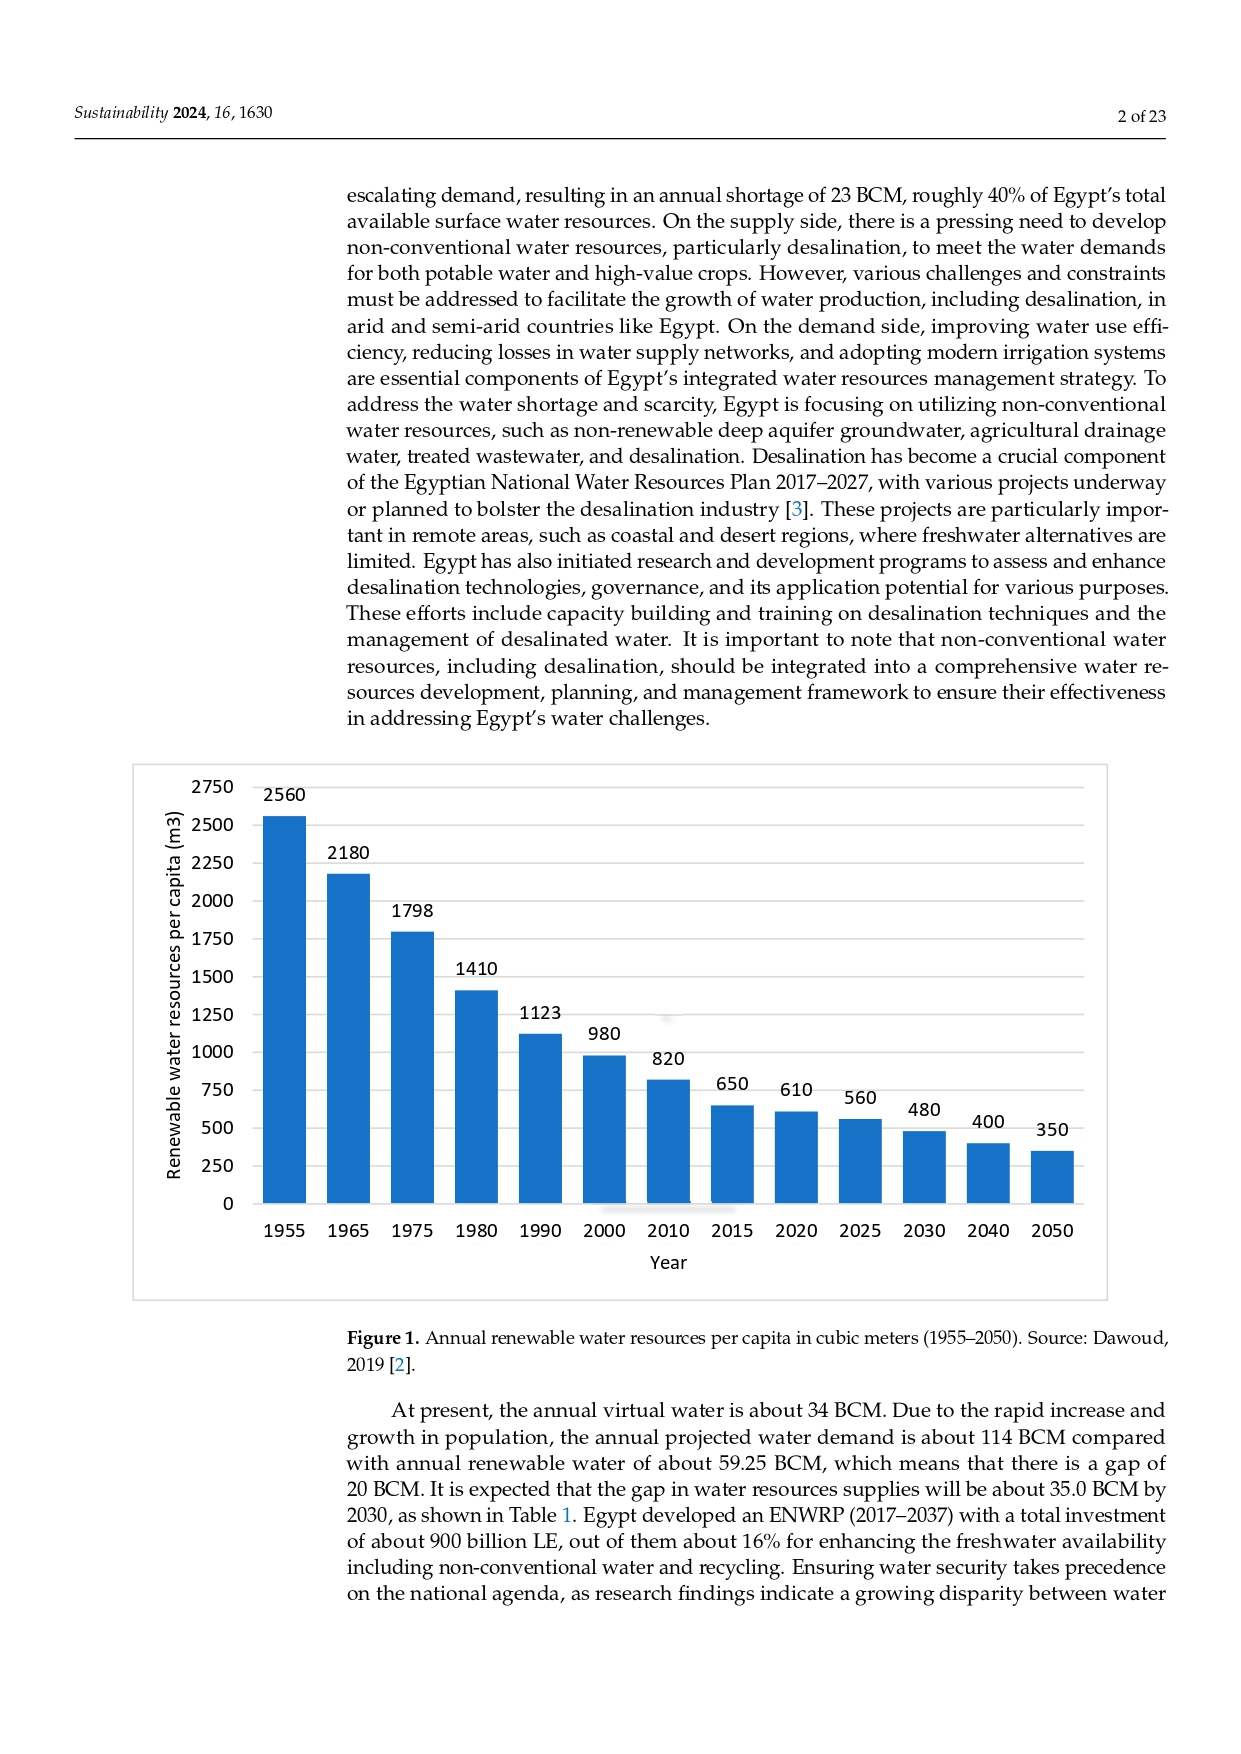 Sustainability 2024, 16, 1630
2 of 23
escalating demand, resulting in an annual shortage of 23 BCM, roughly 40% of Egypt's total
available surface water resources. On the supply side, there is a pressing need to develop
non-conventional water resources, particularly desalination, to meet the water demands
for both potable water and high-value crops. However, various challenges and constraints
must be addressed to facilitate the growth of water production, including desalination, in
arid and semi-arid countries like Egypt. On the demand side, improving water use effi-
ciency, reducing losses in water supply networks, and adopting modern irrigation systems
are essential components of Egypt's integrated water resources management strategy. To
address the water shortage and scarcity, Egypt is focusing on utilizing non-conventional
water resources, such as non-renewable deep aquifer groundwater, agricultural drainage
water, treated wastewater, and desalination. Desalination has become a crucial component
of the Egyptian National Water Resources Plan 2017–2027, with various projects underway
or planned to bolster the desalination industry [3]. These projects are particularly impor-
tant in remote areas, such as coastal and desert regions, where freshwater alternatives are
limited. Egypt has also initiated research and development programs to assess and enhance
desalination technologies, governance, and its application potential for various purposes.
These efforts include capacity building and training on desalination techniques and the
management of desalinated water. It is important to note that non-conventional water
resources, including desalination, should be integrated into a comprehensive water re-
sources development, planning, and management framework to ensure their effectiveness
in addressing Egypt's water challenges.
Renewable water resources per capita (m3)
2750
2500
2250
2000
1750
1500
1250
1000
750
500
250
0
2560
2180
1798
1410
1123
980
820
650
610
560
480
400
350
1955 1965 1975 1980 1990 2000 2010 2015 2020 2025 2030 2040 2050
Year
Figure 1. Annual renewable water resources per capita in cubic meters (1955–2050). Source: Dawoud,
2019 [2].
At present, the annual virtual water is about 34 BCM. Due to the rapid increase and
growth in population, the annual projected water demand is about 114 BCM compared
with annual renewable water of about 59.25 BCM, which means that there is a gap of
20 BCM. It is expected that the gap in water resources supplies will be about 35.0 BCM by
2030, as shown in Table 1. Egypt developed an ENWRP (2017–2037) with a total investment
of about 900 billion LE, out of them about 16% for enhancing the freshwater availability
including non-conventional water and recycling. Ensuring water security takes precedence
on the national agenda, as research findings indicate a growing disparity between water